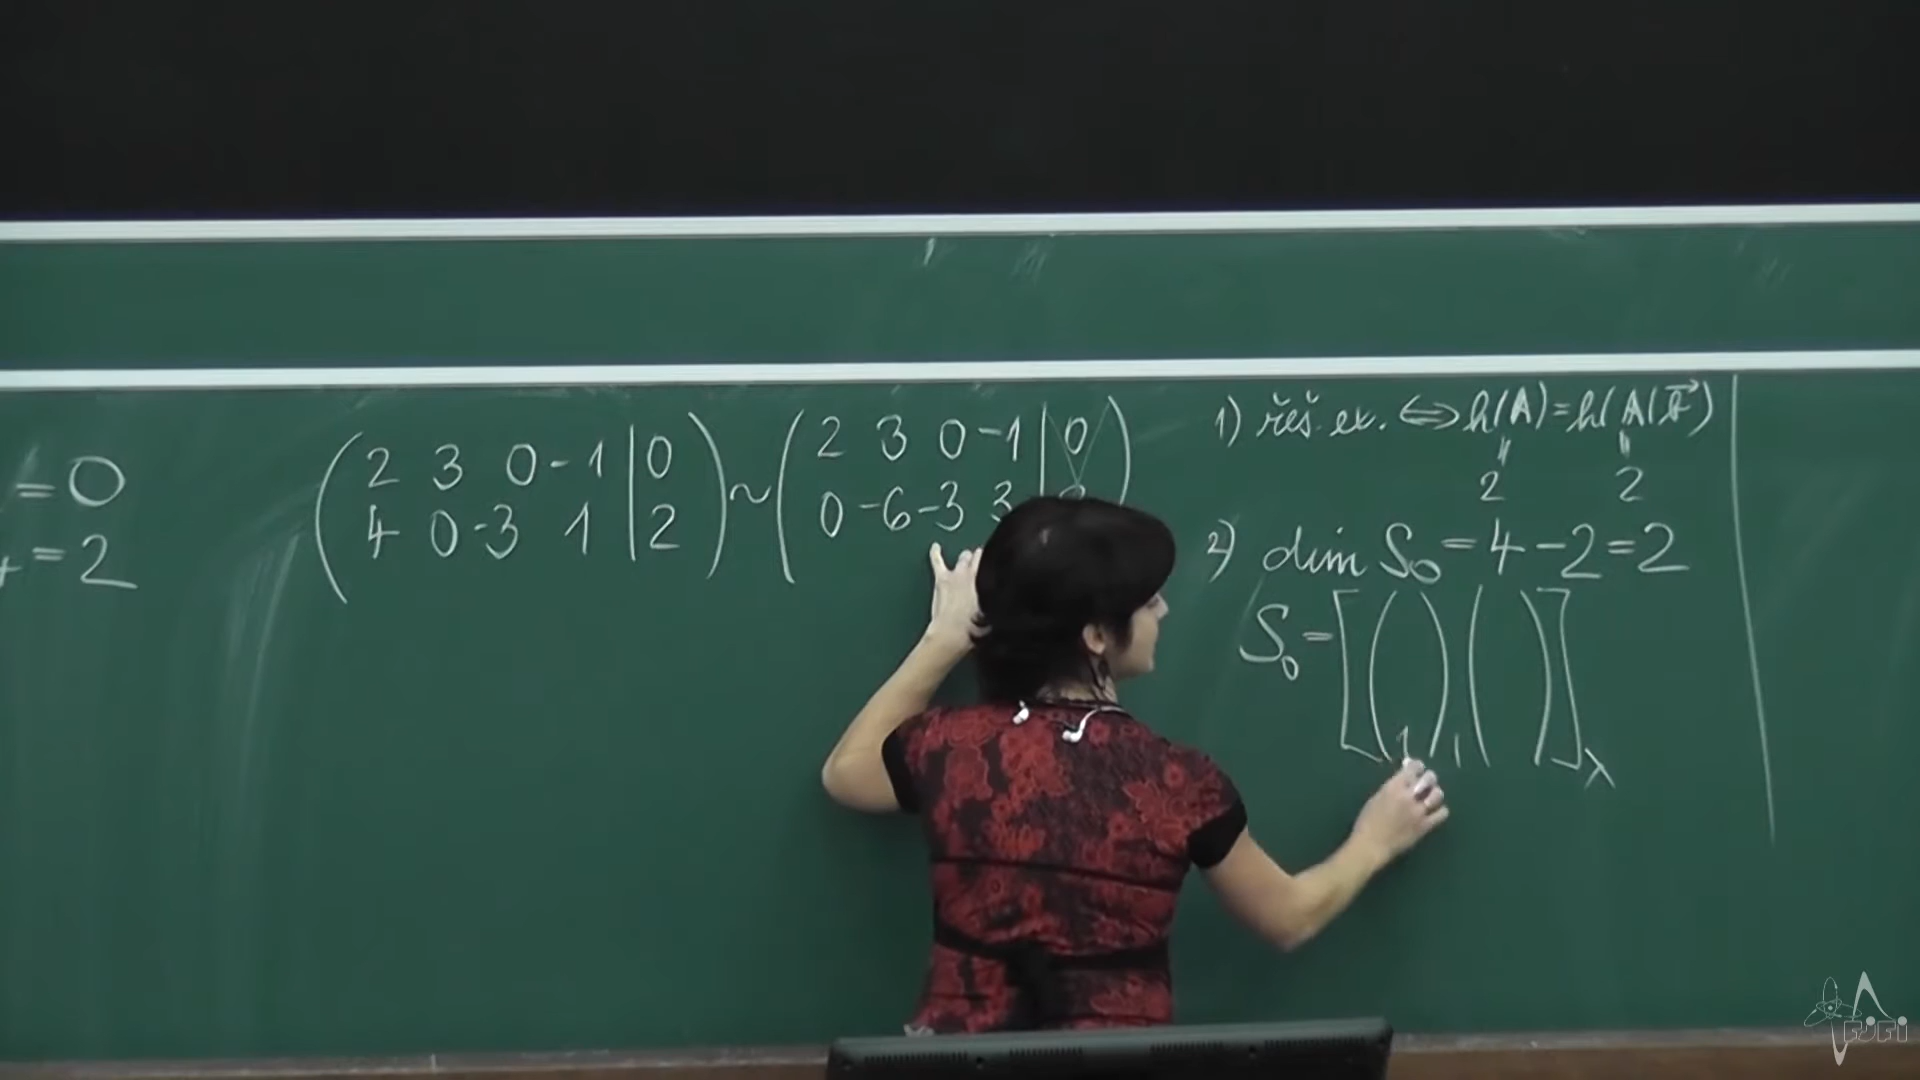 = 0
= 2
( 2 3 0 -1 | 0 ) ~ ( 2 3 0 -1 | 0 )
( 4 0 -3 1 | 2 ) ( 0 -6 -3 3
1) řeš. ex. ⟺ h(A) = h(A|b⃗)
" "
2 2
2) dim S₀ = 4 - 2 = 2
S₀ = [( 1 ), ( )]λ
FJFI